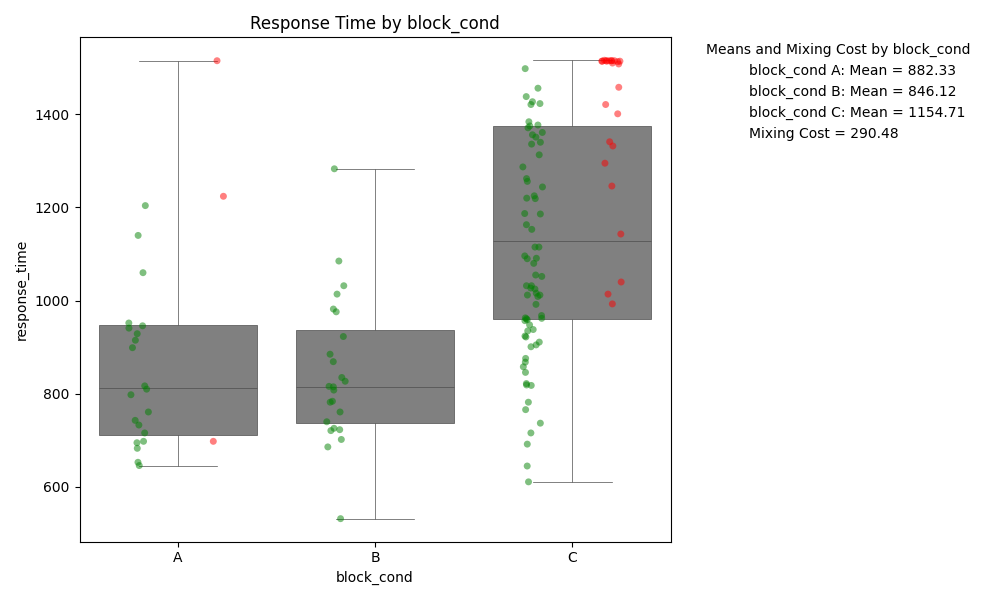 Response Time by block_cond
Means and Mixing Cost by block_cond
block_cond A: Mean = 882.33
block_cond B: Mean = 846.12
block_cond C: Mean = 1154.71
Mixing Cost = 290.48
response_time
1400
1200
1000
800
600
A
B
C
block_cond